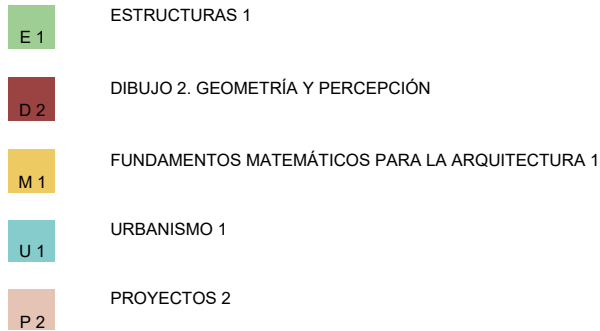 ESTRUCTURAS 1
E 1
DIBUJO 2. GEOMETRÍA Y PERCEPCIÓN
D 2
FUNDAMENTOS MATEMÁTICOS PARA LA ARQUITECTURA 1
M 1
URBANISMO 1
U 1
PROYECTOS 2
P 2